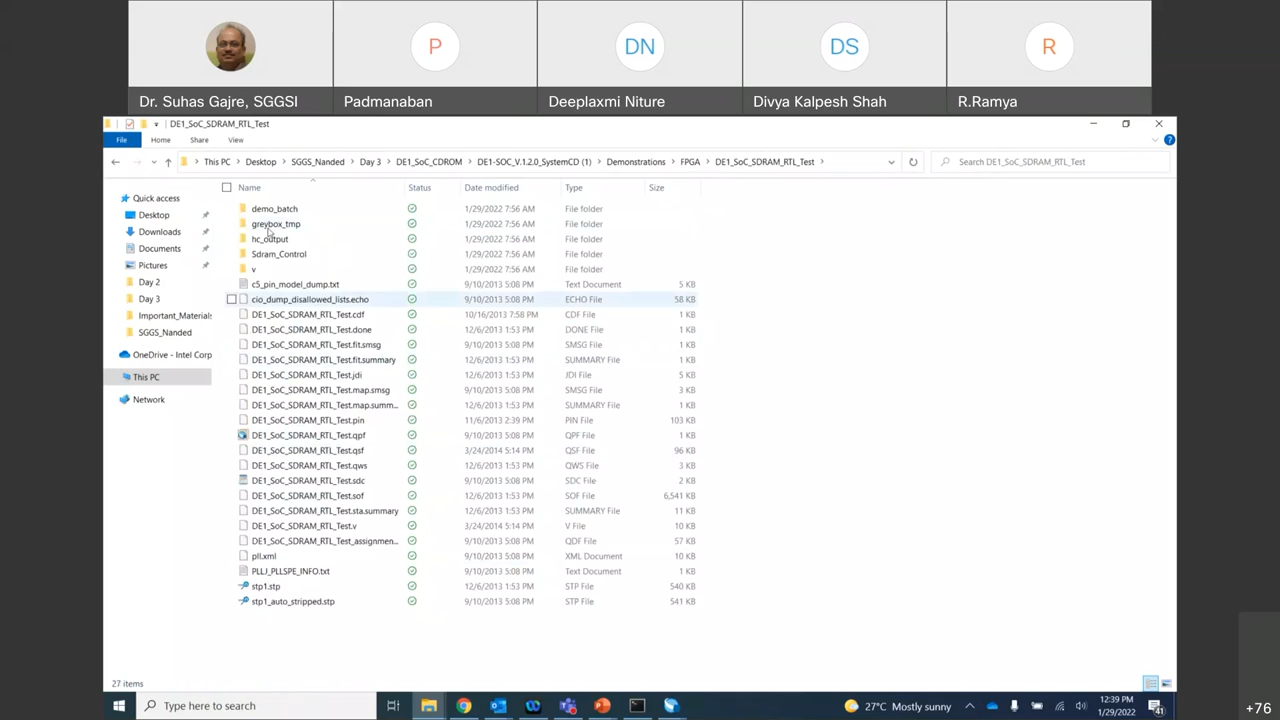 P
DN
DS
R
Dr. Suhas Gajre, SGGSI
Padmanaban
Deeplaxmi Niture
Divya Kalpesh Shah
R.Ramya
DE1_SoC_SDRAM_RTL_Test
File Home Share View
This PC > Desktop > SGGS_Nanded > Day 3 > DE1_SoC_CDROM > DE1-SOC_V.1.2.0_SystemCD (1) > Demonstrations > FPGA > DE1_SoC_SDRAM_RTL_Test >
Search DE1_SoC_SDRAM_RTL_Test
Quick access
Desktop
Downloads
Documents
Pictures
Day 2
Day 3
Important_Materials
SGGS_Nanded
OneDrive - Intel Corp
This PC
Network
Name Status Date modified Type Size
demo_batch 1/29/2022 7:56 AM File folder
greybox_tmp 1/29/2022 7:56 AM File folder
hc_output 1/29/2022 7:56 AM File folder
Sdram_Control 1/29/2022 7:56 AM File folder
v 1/29/2022 7:56 AM File folder
c5_pin_model_dump.txt 9/10/2013 5:08 PM Text Document 5 KB
cio_dump_disallowed_lists.echo 9/10/2013 5:08 PM ECHO File 58 KB
DE1_SoC_SDRAM_RTL_Test.cdf 10/16/2013 7:58 PM CDF File 1 KB
DE1_SoC_SDRAM_RTL_Test.done 12/6/2013 1:53 PM DONE File 1 KB
DE1_SoC_SDRAM_RTL_Test.fit.smsg 9/10/2013 5:08 PM SMSG File 1 KB
DE1_SoC_SDRAM_RTL_Test.fit.summary 12/6/2013 1:53 PM SUMMARY File 1 KB
DE1_SoC_SDRAM_RTL_Test.jdi 12/6/2013 1:53 PM JDI File 5 KB
DE1_SoC_SDRAM_RTL_Test.map.smsg 9/10/2013 5:08 PM SMSG File 3 KB
DE1_SoC_SDRAM_RTL_Test.map.summ... 12/6/2013 1:53 PM SUMMARY File 1 KB
DE1_SoC_SDRAM_RTL_Test.pin 11/6/2013 2:39 PM PIN File 103 KB
DE1_SoC_SDRAM_RTL_Test.qpf 9/10/2013 5:08 PM QPF File 1 KB
DE1_SoC_SDRAM_RTL_Test.qsf 3/24/2014 5:14 PM QSF File 96 KB
DE1_SoC_SDRAM_RTL_Test.qws 12/6/2013 1:53 PM QWS File 3 KB
DE1_SoC_SDRAM_RTL_Test.sdc 9/10/2013 5:08 PM SDC File 2 KB
DE1_SoC_SDRAM_RTL_Test.sof 12/6/2013 1:53 PM SOF File 6,541 KB
DE1_SoC_SDRAM_RTL_Test.sta.summary 12/6/2013 1:53 PM SUMMARY File 11 KB
DE1_SoC_SDRAM_RTL_Test.v 3/24/2014 5:14 PM V File 10 KB
DE1_SoC_SDRAM_RTL_Test_assignmen... 9/10/2013 5:08 PM QDF File 57 KB
pll.xml 9/10/2013 5:08 PM XML Document 10 KB
PLLJ_PLLSPE_INFO.txt 9/10/2013 5:08 PM Text Document 1 KB
stp1.stp 12/6/2013 1:53 PM STP File 540 KB
stp1_auto_stripped.stp 9/10/2013 5:08 PM STP File 541 KB
27 items
Type here to search
27°C Mostly sunny
12:39 PM
1/29/2022
41
+76